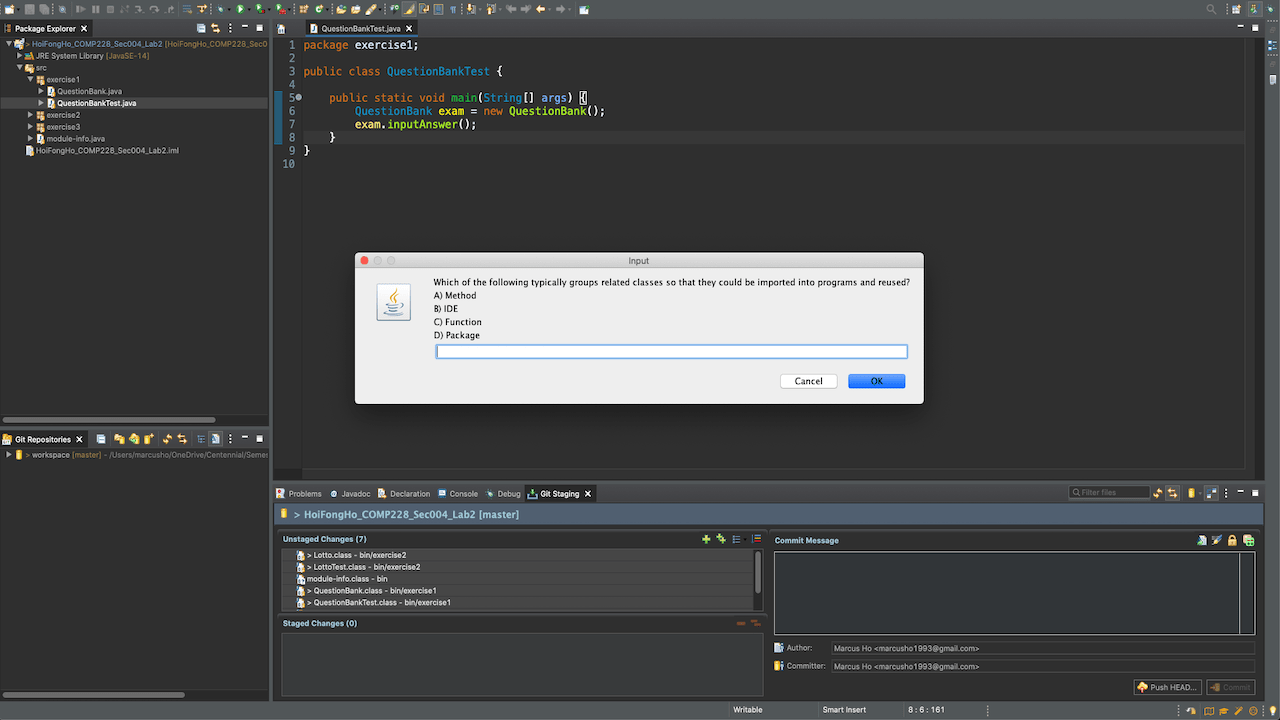 Package Explorer
> HoiFongHo_COMP228_Sec004_Lab2 [HoiFongHo_COMP228_Sec0
JRE System Library [JavaSE-14]
src
exercise1
QuestionBank.java
QuestionBankTest.java
exercise2
exercise3
module-info.java
HoiFongHo_COMP228_Sec004_Lab2.iml
QuestionBankTest.java
1 package exercise1;
2
3 public class QuestionBankTest {
4
5 public static void main(String[] args) {
6 QuestionBank exam = new QuestionBank();
7 exam.inputAnswer();
8 }
9 }
10
Input
Which of the following typically groups related classes so that they could be imported into programs and reused?
A) Method
B) IDE
C) Function
D) Package
Cancel OK
Git Repositories
> workspace [master] - /Users/marcusho/OneDrive/Centennial/Semes
Problems Javadoc Declaration Console Debug Git Staging
Filter files
> HoiFongHo_COMP228_Sec004_Lab2 [master]
Unstaged Changes (7)
> Lotto.class - bin/exercise2
> LottoTest.class - bin/exercise2
module-info.class - bin
> QuestionBank.class - bin/exercise1
> QuestionBankTest.class - bin/exercise1
Staged Changes (0)
Commit Message
Author: Marcus Ho <marcusho1993@gmail.com>
Committer: Marcus Ho <marcusho1993@gmail.com>
Push HEAD... Commit
Writable Smart Insert 8 : 6 : 161